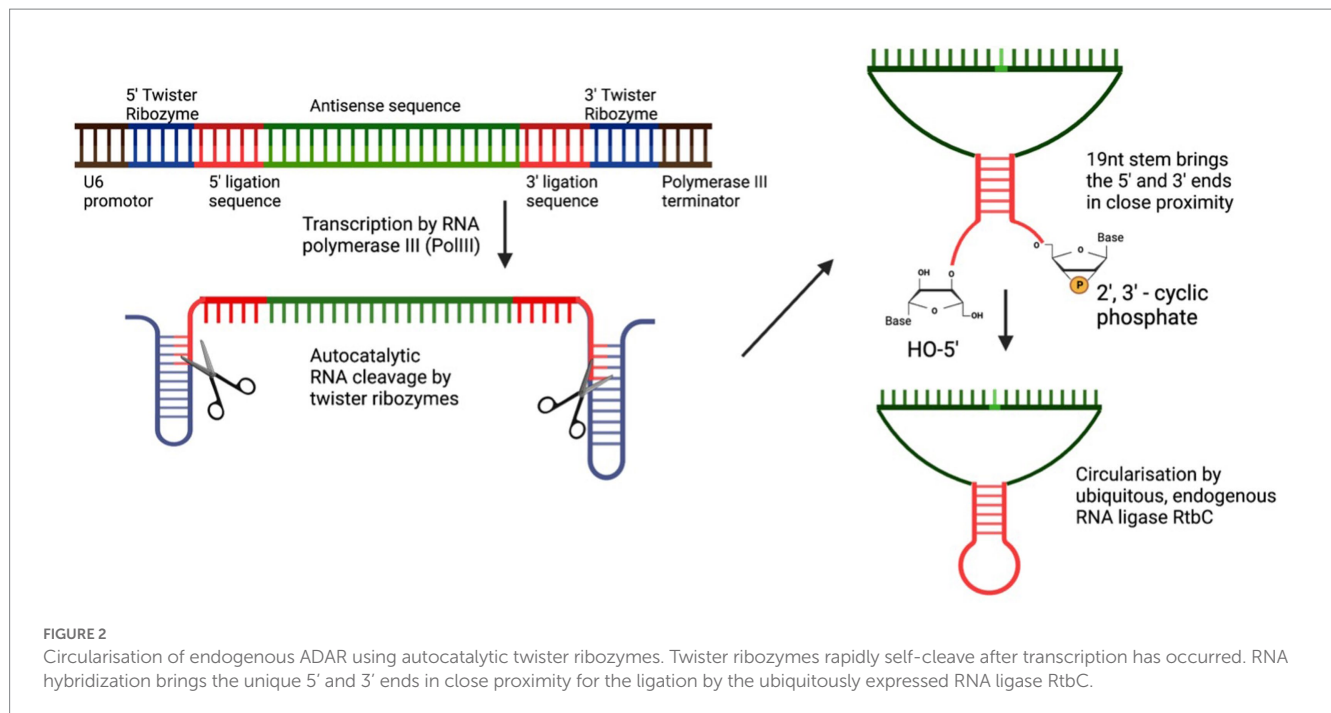 5' Twister
Ribozyme
Antisense sequence
3' Twister
Ribozyme
U6
promotor
5' ligation
sequence
3' ligation
sequence
Polymerase III
terminator
Transcription by RNA
polymerase III (PolIII)
Autocatalytic
RNA cleavage by
twister ribozymes
19nt stem brings
the 5' and 3' ends
in close proximity
OH
O
O
OH
Base
HO-5'
O
O
Base
P
2', 3' - cyclic
phosphate
Circularisation by
ubiquitous, endogenous
RNA ligase RtbC
FIGURE 2
Circularisation of endogenous ADAR using autocatalytic twister ribozymes. Twister ribozymes rapidly self-cleave after transcription has occurred. RNA
hybridization brings the unique 5′ and 3′ ends in close proximity for the ligation by the ubiquitously expressed RNA ligase RtbC.